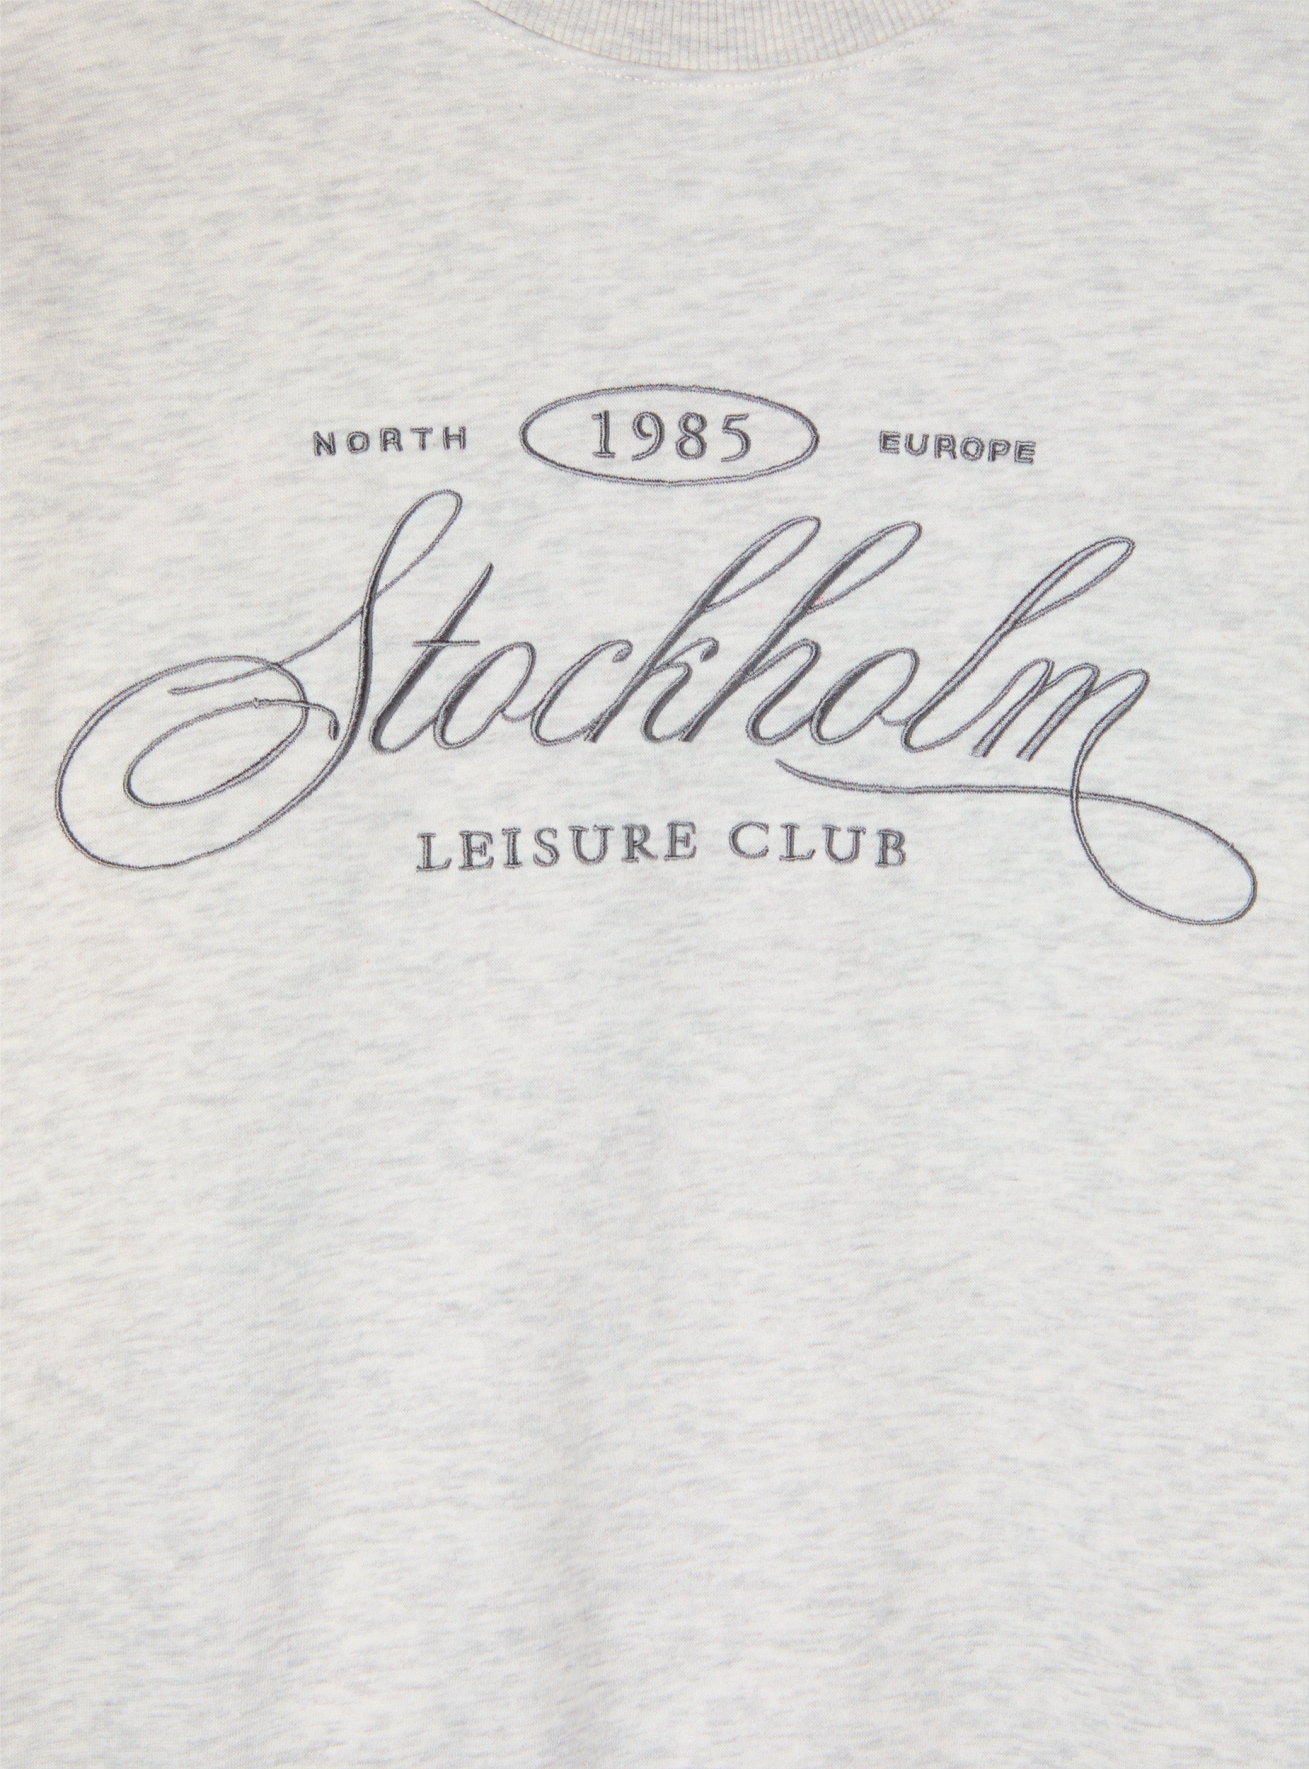 NORTH 1985 EUROPE
Stockholm
LEISURE CLUB